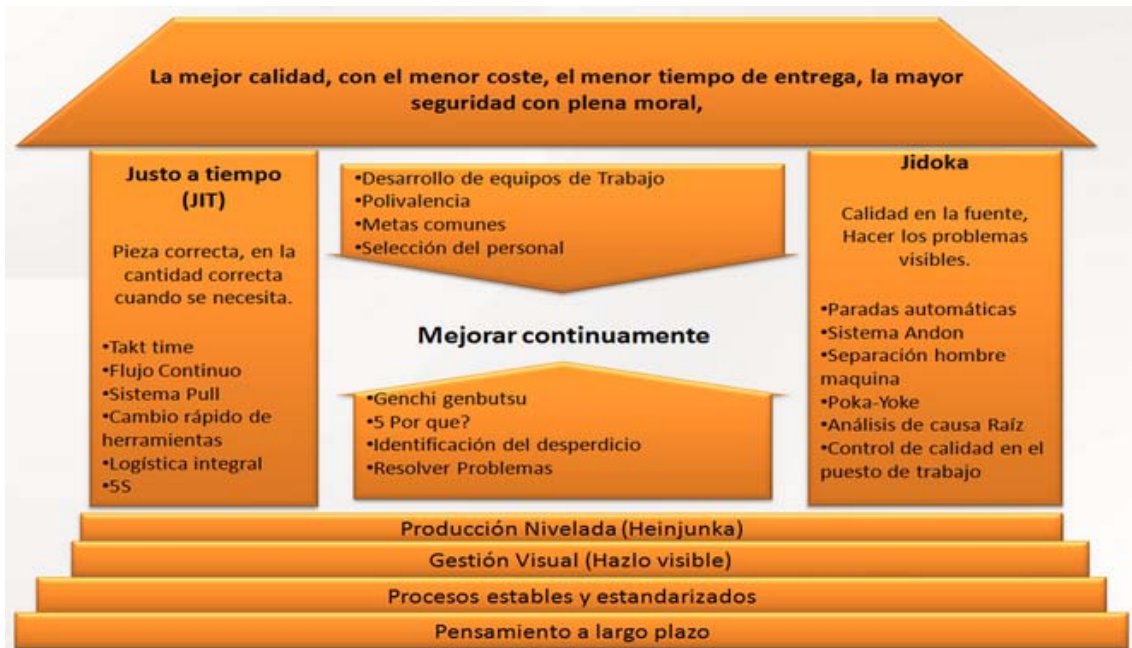 La mejor calidad, con el menor coste, el menor tiempo de entrega, la mayor
seguridad con plena moral,
Justo a tiempo
(JIT)
Pieza correcta, en la
cantidad correcta
cuando se necesita.
•Takt time
•Flujo Continuo
•Sistema Pull
•Cambio rápido de
herramientas
•Logística integral
•5S
•Desarrollo de equipos de Trabajo
•Polivalencia
•Metas comunes
•Selección del personal
Mejorar continuamente
•Genchi genbutsu
•5 Por que?
•Identificación del desperdicio
•Resolver Problemas
Jidoka
Calidad en la fuente,
Hacer los problemas
visibles.
•Paradas automáticas
•Sistema Andon
•Separación hombre
maquina
•Poka-Yoke
•Análisis de causa Raíz
•Control de calidad en el
puesto de trabajo
Producción Nivelada (Heinjunka)
Gestión Visual (Hazlo visible)
Procesos estables y estandarizados
Pensamiento a largo plazo